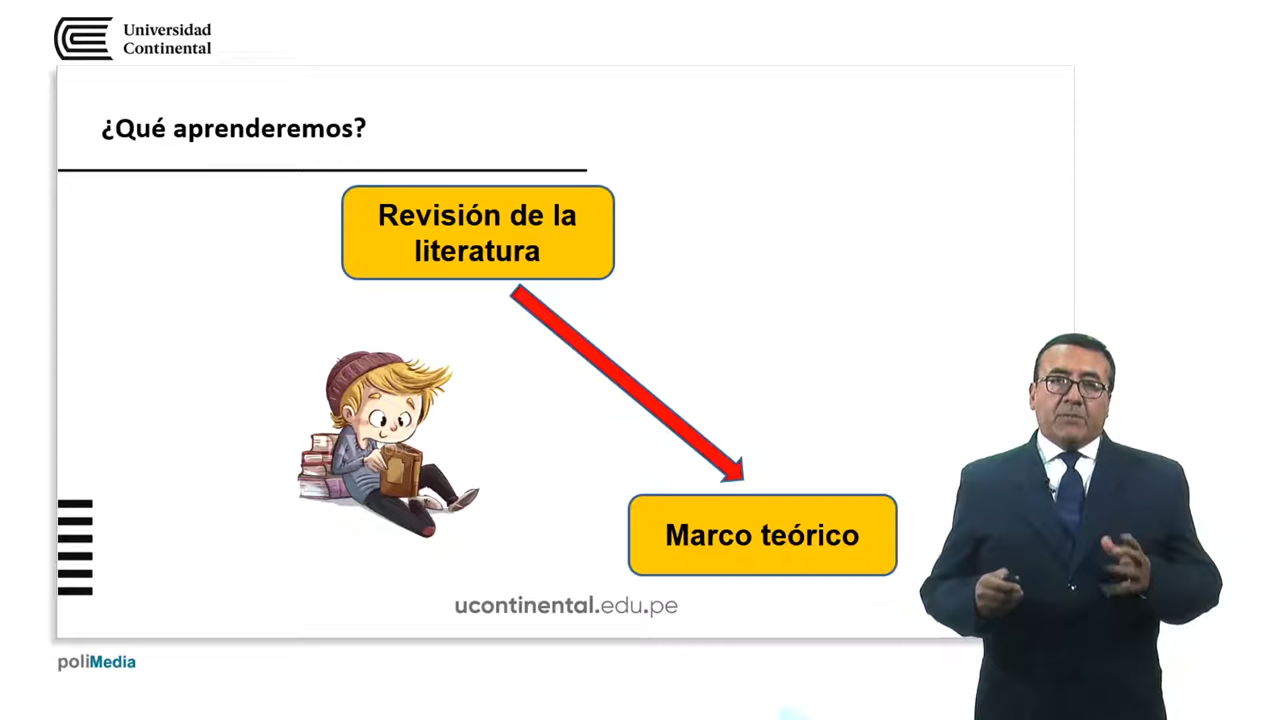 Universidad
Continental
¿Qué aprenderemos?
Revisión de la
literatura
Marco teórico
ucontinental.edu.pe
poliMedia